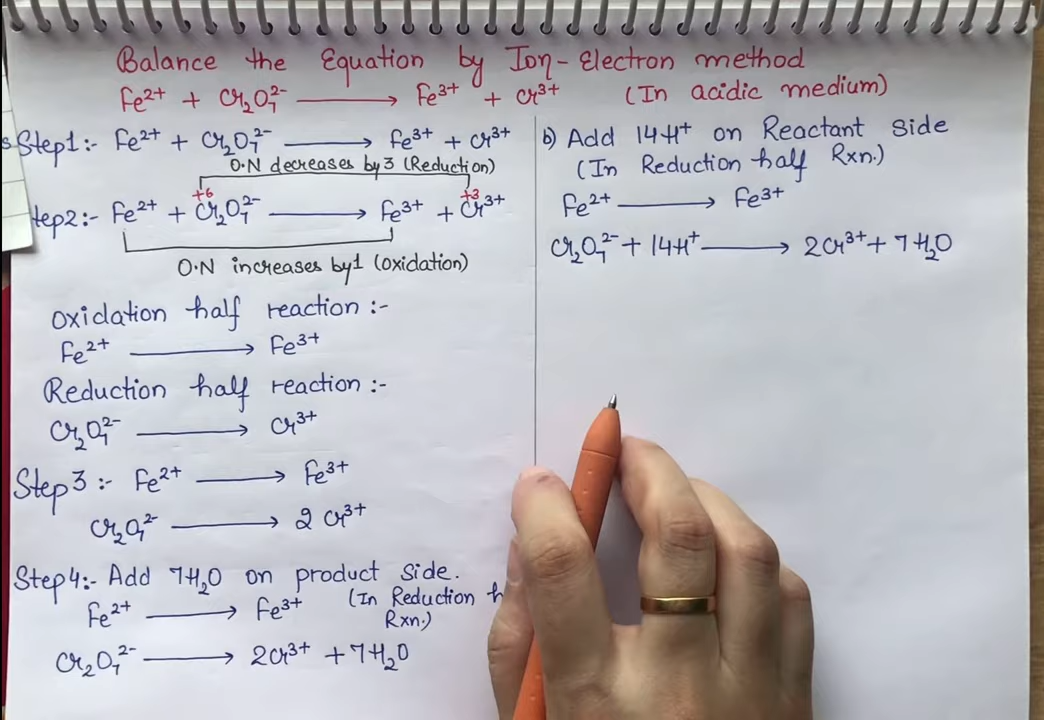 Balance the Equation by Ion-Electron method
Fe²⁺ + Cr₂O₇²⁻ ⟶ Fe³⁺ + Cr³⁺ (In acidic medium)
Step1:- Fe²⁺ + Cr₂O₇²⁻ ⟶ Fe³⁺ + Cr³⁺
O.N decreases by 3 (Reduction)
+6 +3
tep2:- Fe²⁺ + Cr₂O₇²⁻ ⟶ Fe³⁺ + Cr³⁺
O.N increases by 1 (Oxidation)
Oxidation half reaction :-
Fe²⁺ ⟶ Fe³⁺
Reduction half reaction :-
Cr₂O₇²⁻ ⟶ Cr³⁺
Step3 :- Fe²⁺ ⟶ Fe³⁺
Cr₂O₇²⁻ ⟶ 2 Cr³⁺
Step4:- Add 7H₂O on product side.
Fe²⁺ ⟶ Fe³⁺ (In Reduction h
Rxn.)
Cr₂O₇²⁻ ⟶ 2Cr³⁺ + 7H₂O
b) Add 14H⁺ on Reactant side
(In Reduction half Rxn.)
Fe²⁺ ⟶ Fe³⁺
Cr₂O₇²⁻ + 14H⁺ ⟶ 2Cr³⁺ + 7H₂O